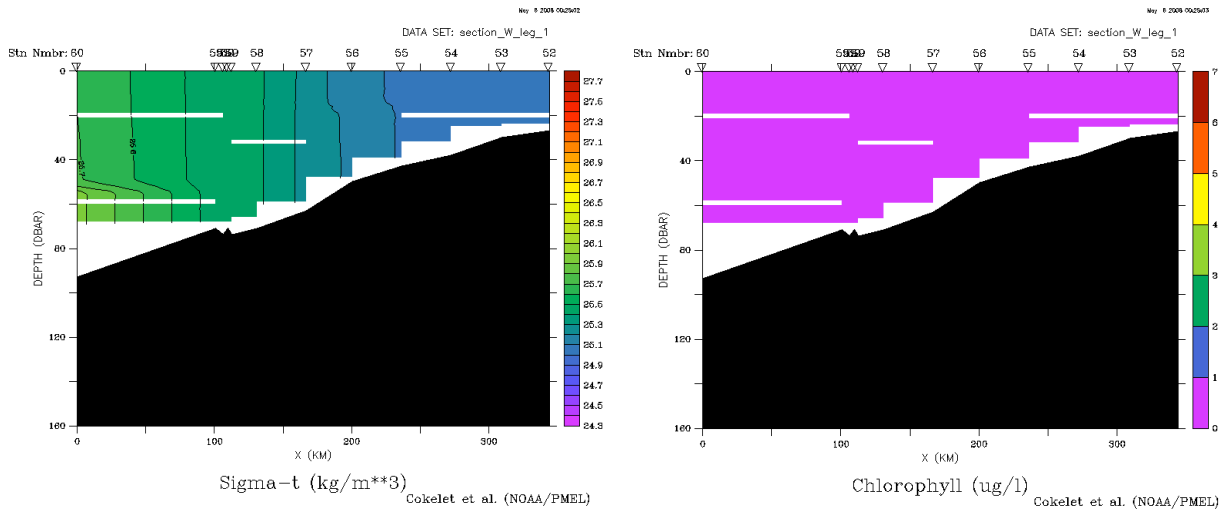 May 8 2008 00:25:02
DATA SET: section_W_leg_1
Stn Nmbr: 60 58 57 56 55 54 53 52
0
40
80
120
160
DEPTH (DBAR)
25.6
25.7
0 100 200 300
X (KM)
27.7
27.5
27.3
27.1
26.9
26.7
26.5
26.3
26.1
25.9
25.7
25.5
25.3
25.1
24.9
24.7
24.5
24.3
Sigma-t (kg/m**3)
Cokelet et al. (NOAA/PMEL)
May 8 2008 00:25:03
DATA SET: section_W_leg_1
Stn Nmbr: 60 58 57 56 55 54 53 52
0
40
80
120
160
DEPTH (DBAR)
0 100 200 300
X (KM)
7
6
5
4
3
2
1
0
Chlorophyll (ug/l)
Cokelet et al. (NOAA/PMEL)